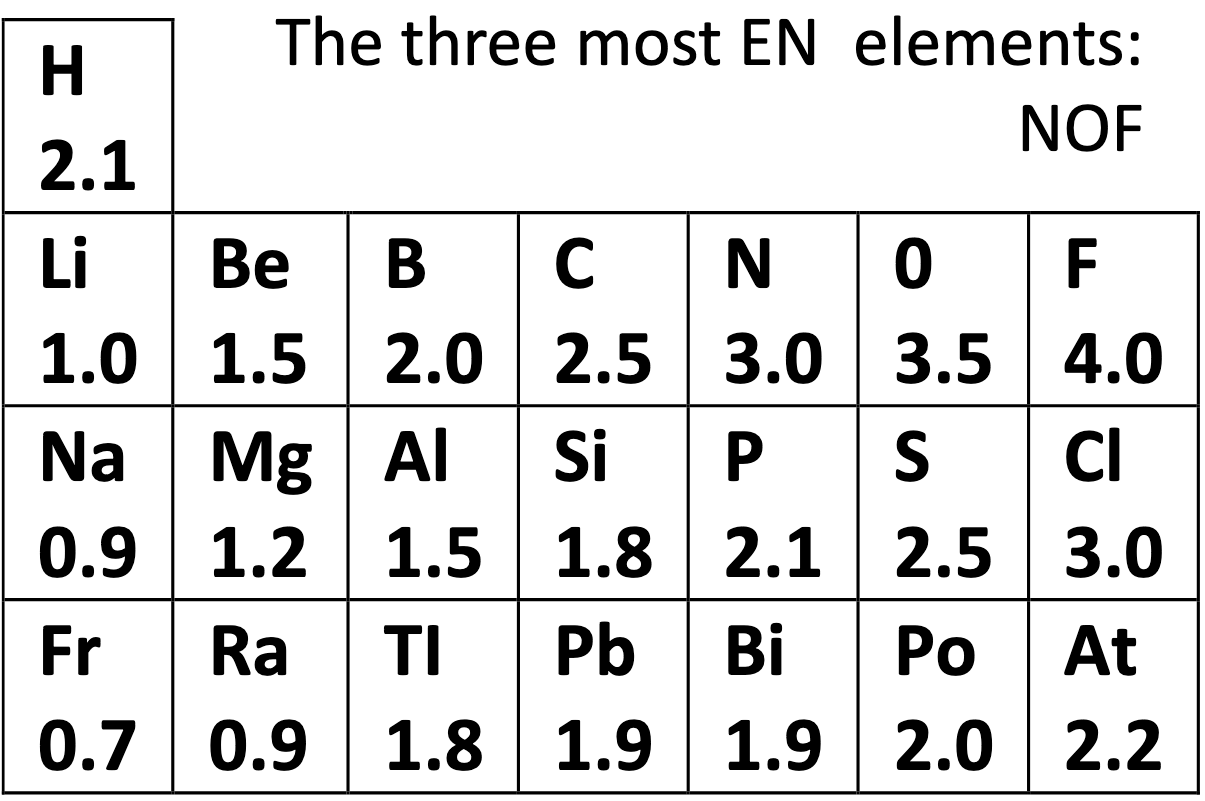 The three most EN elements:
NOF
H
2.1
Li Be B C N 0 F
1.0 1.5 2.0 2.5 3.0 3.5 4.0
Na Mg Al Si P S Cl
0.9 1.2 1.5 1.8 2.1 2.5 3.0
Fr Ra Tl Pb Bi Po At
0.7 0.9 1.8 1.9 1.9 2.0 2.2